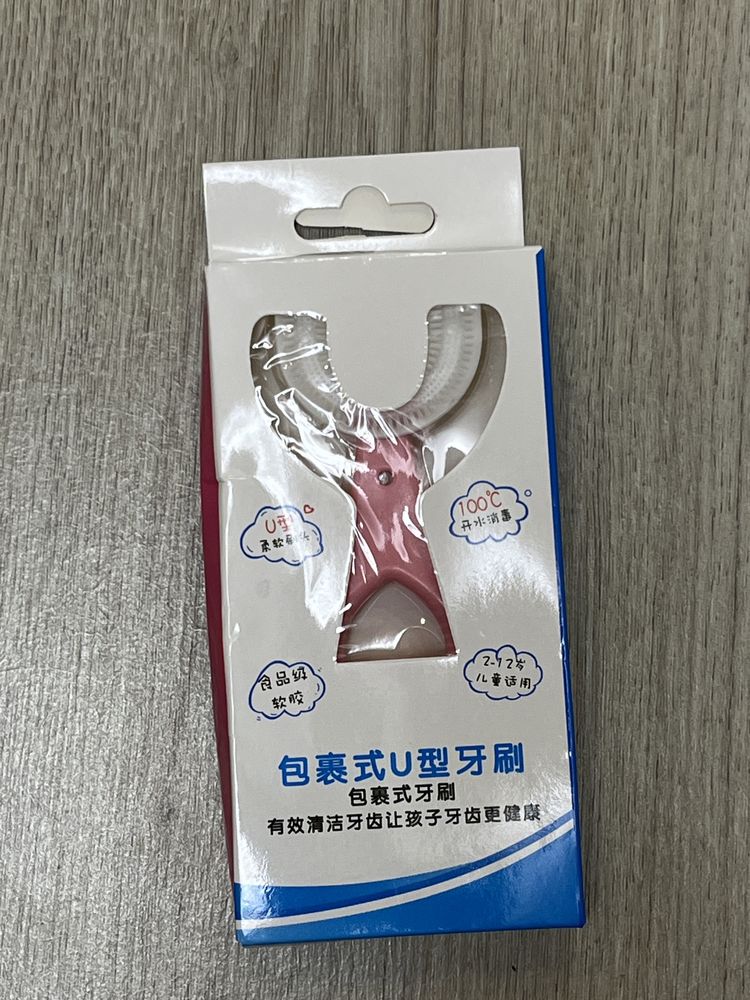 U型
柔软刷头
100℃
开水消毒
食品级
软胶
2-12岁
儿童适用
包裹式U型牙刷
包裹式牙刷
有效清洁牙齿让孩子牙齿更健康